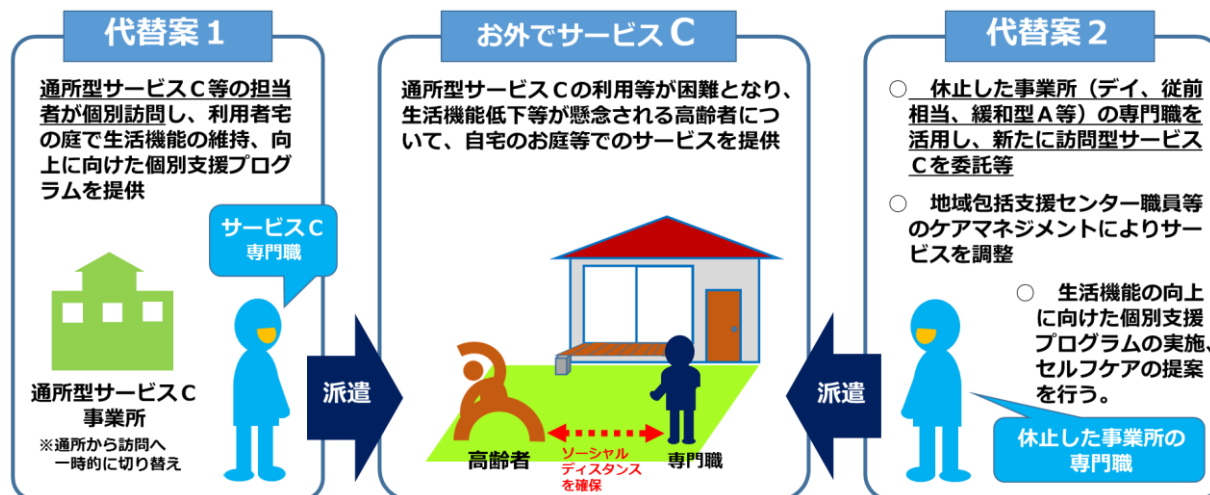 代替案１
通所型サービスＣ等の担当
者が個別訪問し、利用者宅
の庭で生活機能の維持、向
上に向けた個別支援プログ
ラムを提供
サービスＣ
専門職
通所型サービスＣ
事業所
※通所から訪問へ
一時的に切り替え
派遣
お外でサービスＣ
通所型サービスＣの利用等が困難となり、
生活機能低下等が懸念される高齢者につ
いて、自宅のお庭等でのサービスを提供
高齢者
ソーシャル
ディスタンス
を確保
専門職
派遣
代替案２
○　休止した事業所（デイ、従前
相当、緩和型Ａ等）の専門職を
活用し、新たに訪問型サービス
Ｃを委託等
○　地域包括支援センター職員等
のケアマネジメントによりサー
ビスを調整
○　生活機能の向上
に向けた個別支援
プログラムの実施、
セルフケアの提案
を行う。
休止した事業所の
専門職